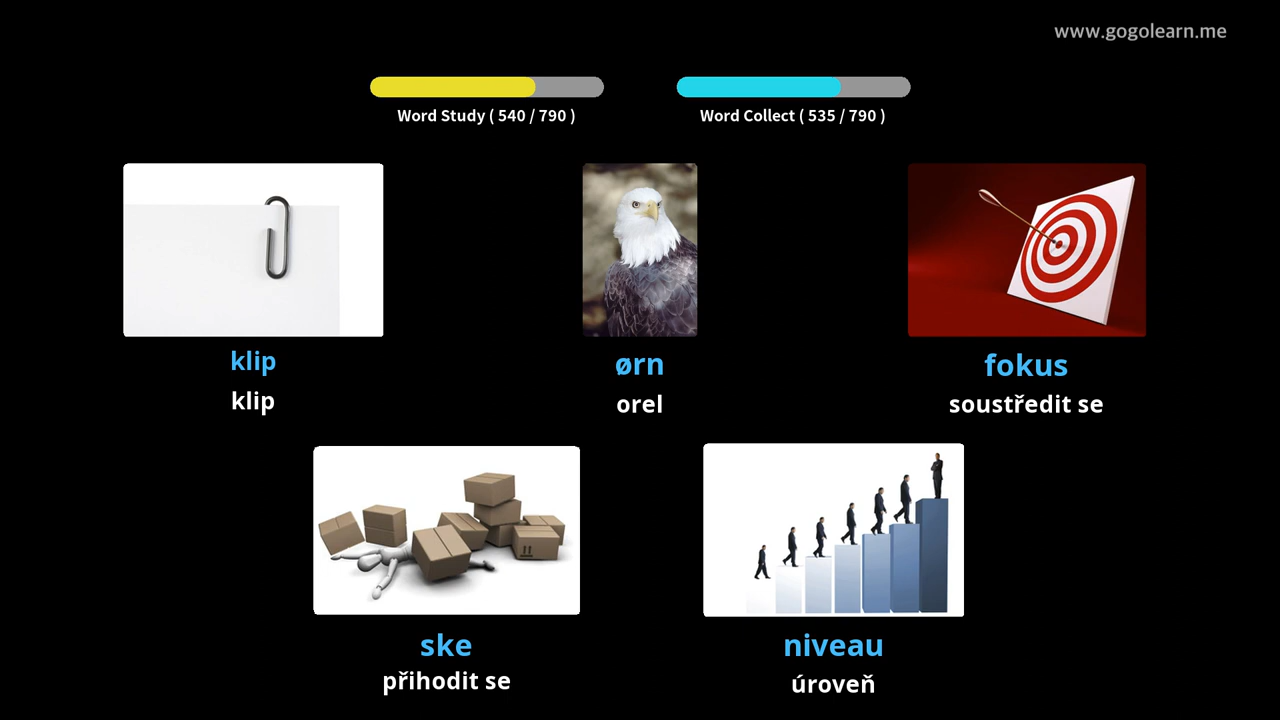 www.gogolearn.me
Word Study ( 540 / 790 )
Word Collect ( 535 / 790 )
klip
klip
ørn
orel
fokus
soustředit se
ske
přihodit se
niveau
úroveň